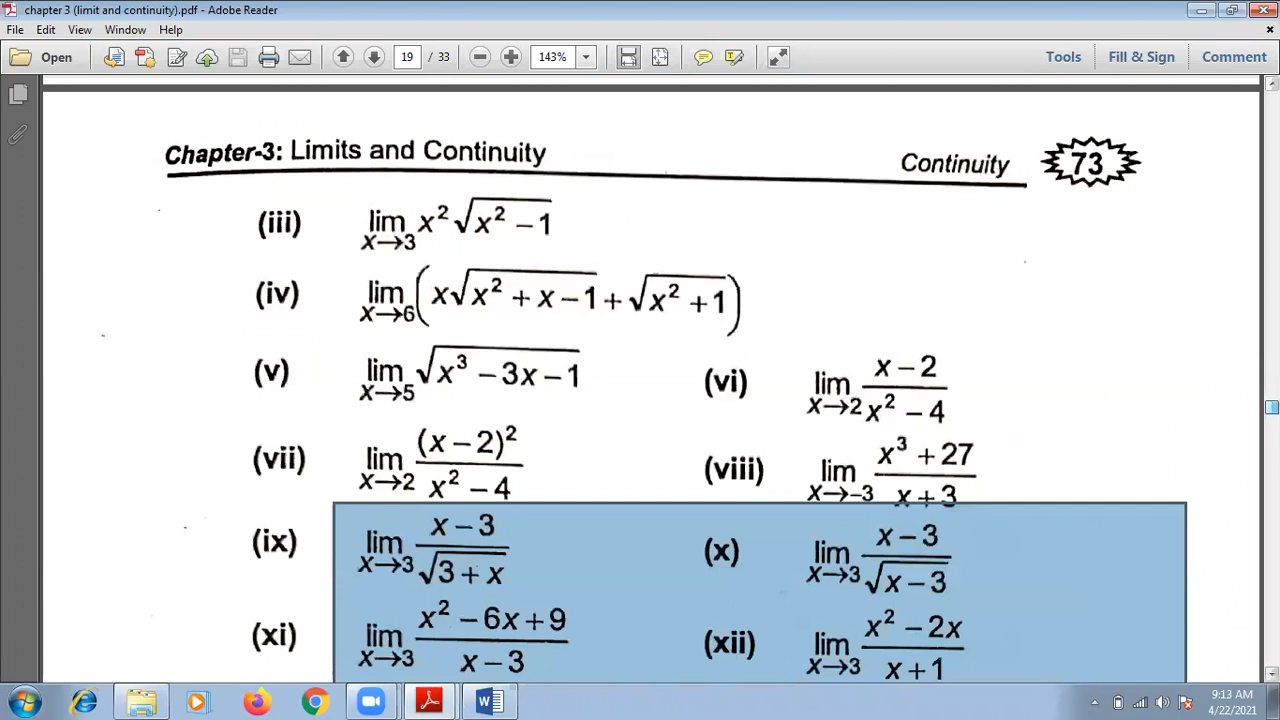 chapter 3 (limit and continuity).pdf - Adobe Reader
File Edit View Window Help
Open 19 / 33 143% Tools Fill & Sign Comment
Chapter-3: Limits and Continuity Continuity 73
(iii) lim x→3 x² √(x² − 1)
(iv) lim x→6 (x√(x² + x − 1) + √(x² + 1))
(v) lim x→5 √(x³ − 3x − 1) (vi) lim x→2 (x − 2)/(x² − 4)
(vii) lim x→2 (x − 2)²/(x² − 4) (viii) lim x→−3 (x³ + 27)/(x + 3)
(ix) lim x→3 (x − 3)/√(3 + x) (x) lim x→3 (x − 3)/√(x − 3)
(xi) lim x→3 (x² − 6x + 9)/(x − 3) (xii) lim x→3 (x² − 2x)/(x + 1)
9:13 AM
4/22/2021